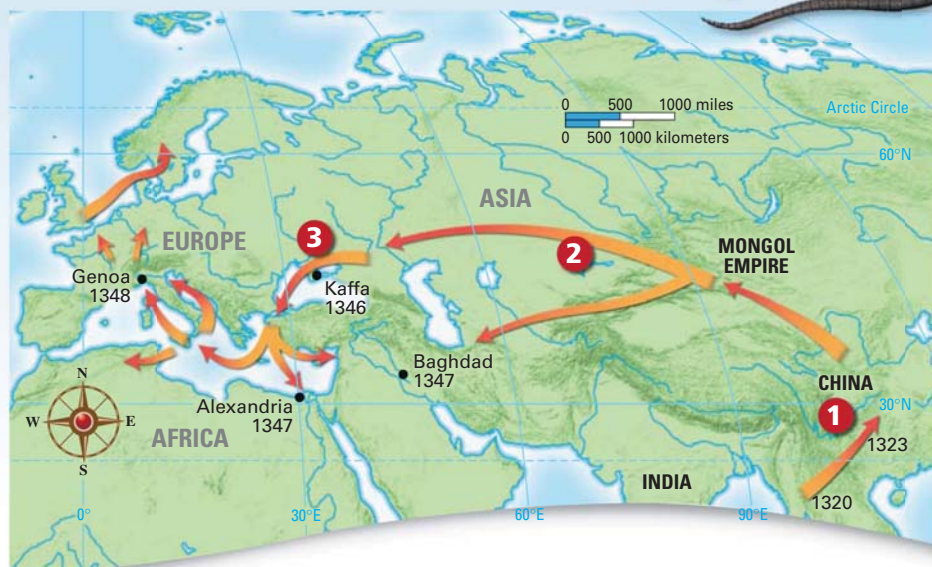 0 500 1000 miles
0 500 1000 kilometers
Arctic Circle
60°N
ASIA
EUROPE
3
2
MONGOL
EMPIRE
Genoa
1348
Kaffa
1346
Baghdad
1347
CHINA
1
30°N
N
W E
S
Alexandria
1347
AFRICA
1323
INDIA
1320
0°
30°E
60°E
90°E